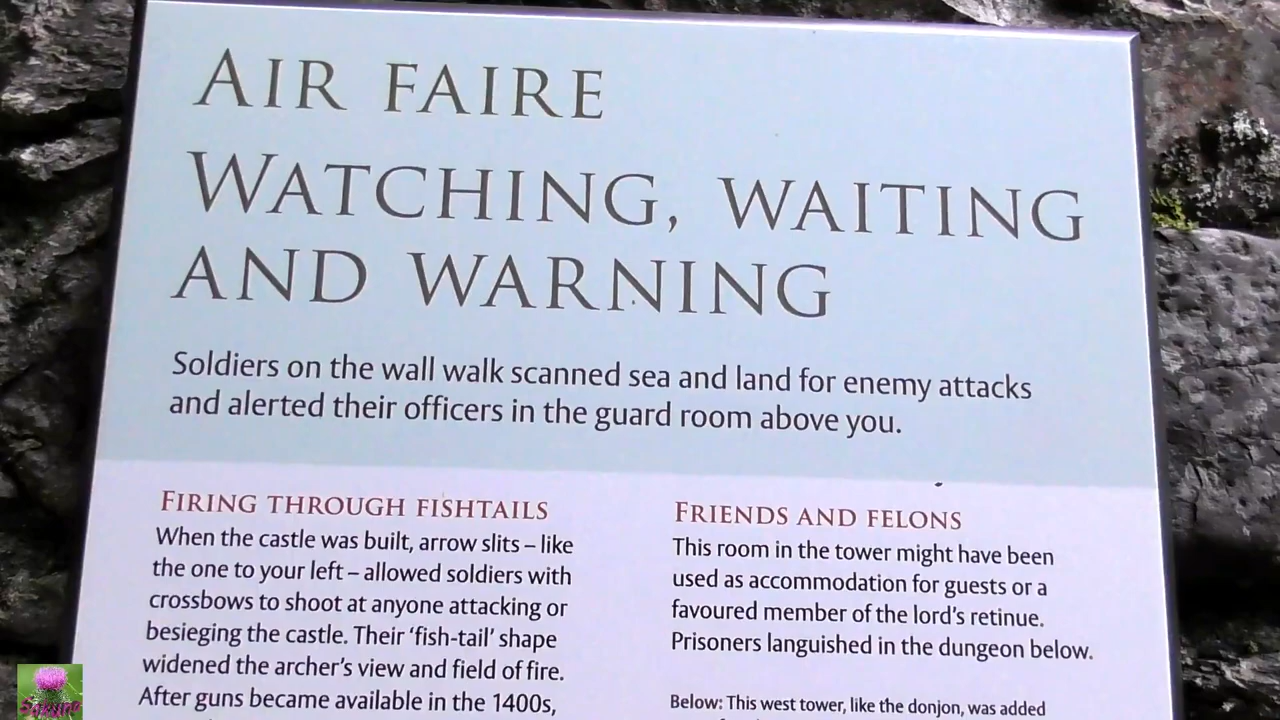 AIR FAIRE
WATCHING, WAITING
AND WARNING
Soldiers on the wall walk scanned sea and land for enemy attacks
and alerted their officers in the guard room above you.
FIRING THROUGH FISHTAILS
When the castle was built, arrow slits – like
the one to your left – allowed soldiers with
crossbows to shoot at anyone attacking or
besieging the castle. Their ‘fish-tail’ shape
widened the archer’s view and field of fire.
After guns became available in the 1400s,
FRIENDS AND FELONS
This room in the tower might have been
used as accommodation for guests or a
favoured member of the lord’s retinue.
Prisoners languished in the dungeon below.
Below: This west tower, like the donjon, was added